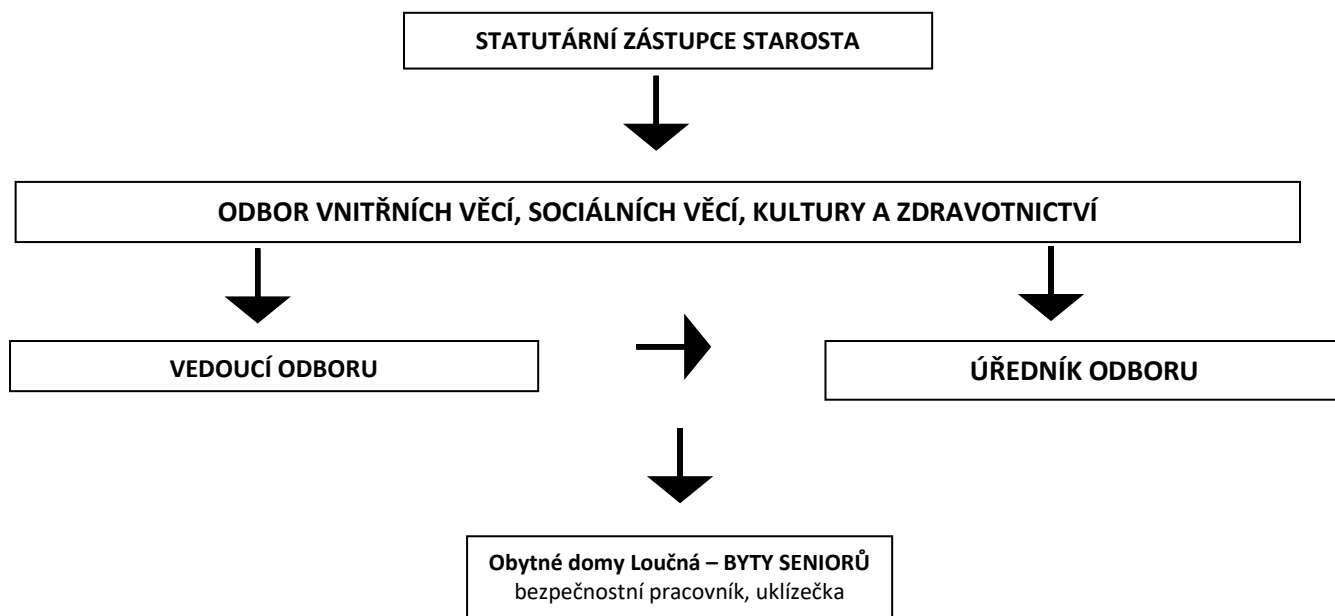 STATUTÁRNÍ ZÁSTUPCE STAROSTA
ODBOR VNITŘNÍCH VĚCÍ, SOCIÁLNÍCH VĚCÍ, KULTURY A ZDRAVOTNICTVÍ
VEDOUCÍ ODBORU
ÚŘEDNÍK ODBORU
Obytné domy Loučná – BYTY SENIORŮ
bezpečnostní pracovník, uklízečka